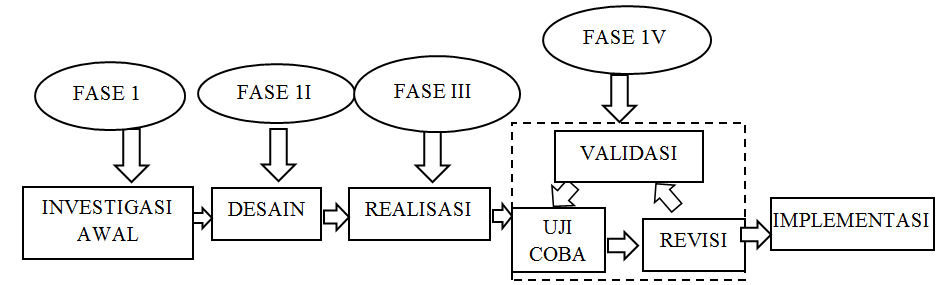 FASE 1
FASE 1I
FASE III
FASE 1V
INVESTIGASI
AWAL
DESAIN
REALISASI
VALIDASI
UJI
COBA
REVISI
IMPLEMENTASI